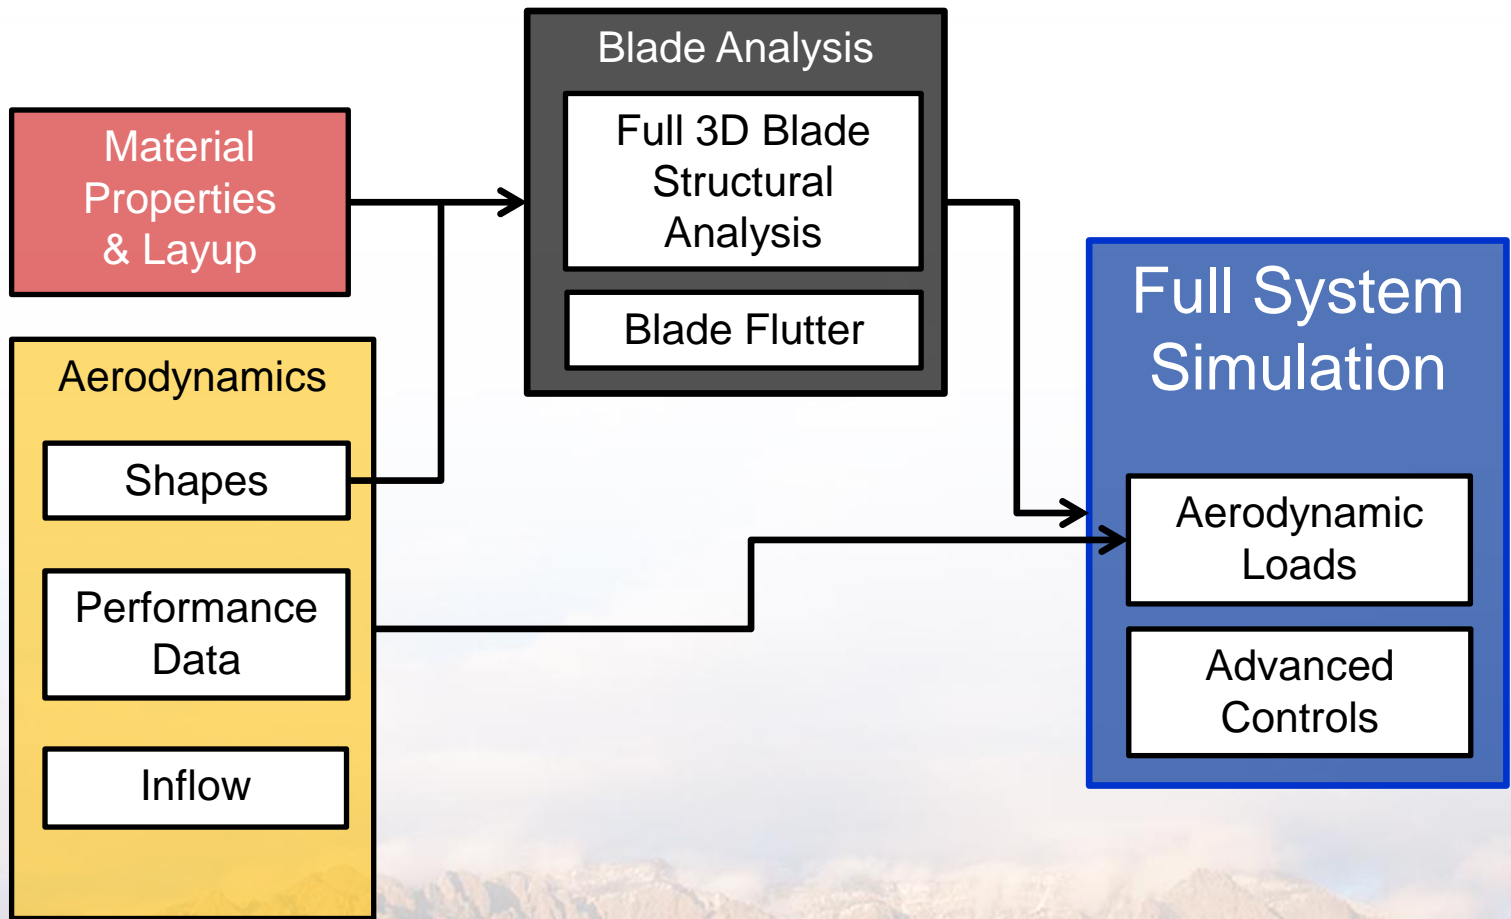 Blade Analysis
Full 3D Blade
Structural
Analysis
Blade Flutter
Material
Properties
& Layup
Aerodynamics
Shapes
Performance
Data
Inflow
Full System
Simulation
Aerodynamic
Loads
Advanced
Controls